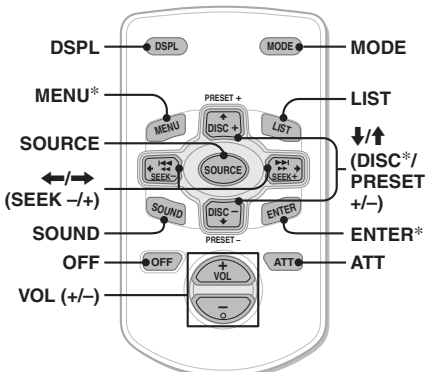 DSPL
DSPL
MODE
MODE
PRESET +
MENU*
MENU
DISC +
LIST
LIST
SOURCE
SEEK–
SOURCE
SEEK+
←/→
(SEEK –/+)
↓/↑
(DISC*/
PRESET
+/–)
SOUND
SOUND
DISC –
PRESET –
ENTER
ENTER*
OFF
OFF
ATT
ATT
VOL (+/–)
+
VOL
–